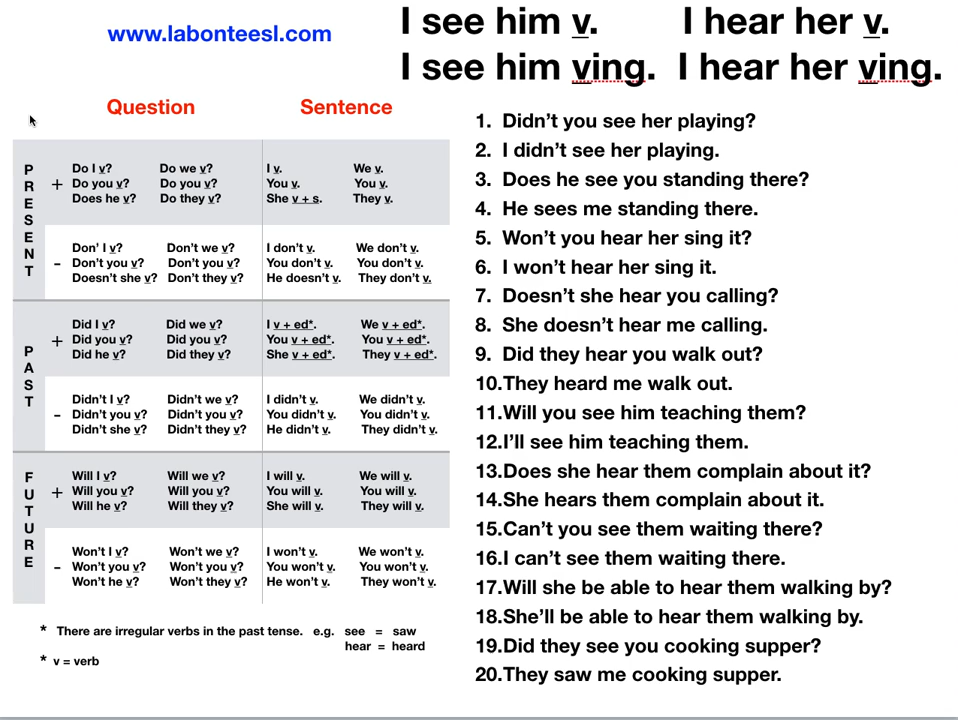 www.labonteesl.com
I see him v. I hear her v.
I see him ving. I hear her ving.
Question Sentence
PRESENT
+ Do I v? Do we v? I v. We v.
Do you v? Do you v? You v. You v.
Does he v? Do they v? She v + s. They v.
- Don' I v? Don't we v? I don't v. We don't v.
Don't you v? Don't you v? You don't v. You don't v.
Doesn't she v? Don't they v? He doesn't v. They don't v.
PAST
+ Did I v? Did we v? I v + ed*. We v + ed*.
Did you v? Did you v? You v + ed*. You v + ed*.
Did he v? Did they v? She v + ed*. They v + ed*.
- Didn't I v? Didn't we v? I didn't v. We didn't v.
Didn't you v? Didn't you v? You didn't v. You didn't v.
Didn't she v? Didn't they v? He didn't v. They didn't v.
FUTURE
+ Will I v? Will we v? I will v. We will v.
Will you v? Will you v? You will v. You will v.
Will he v? Will they v? She will v. They will v.
- Won't I v? Won't we v? I won't v. We won't v.
Won't you v? Won't you v? You won't v. You won't v.
Won't he v? Won't they v? He won't v. They won't v.
* There are irregular verbs in the past tense. e.g. see = saw
hear = heard
* v = verb
1. Didn't you see her playing?
2. I didn't see her playing.
3. Does he see you standing there?
4. He sees me standing there.
5. Won't you hear her sing it?
6. I won't hear her sing it.
7. Doesn't she hear you calling?
8. She doesn't hear me calling.
9. Did they hear you walk out?
10.They heard me walk out.
11.Will you see him teaching them?
12.I'll see him teaching them.
13.Does she hear them complain about it?
14.She hears them complain about it.
15.Can't you see them waiting there?
16.I can't see them waiting there.
17.Will she be able to hear them walking by?
18.She'll be able to hear them walking by.
19.Did they see you cooking supper?
20.They saw me cooking supper.